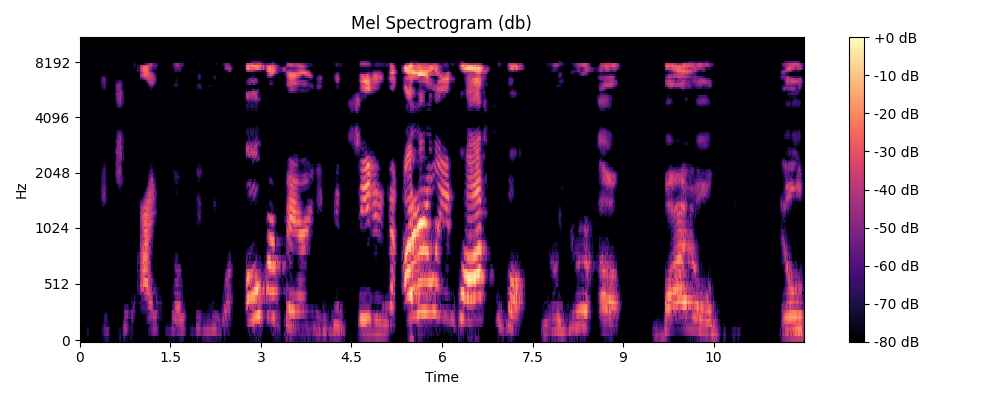 Mel Spectrogram (db)
8192
4096
2048
1024
512
0
Hz
0 1.5 3 4.5 6 7.5 9 10
Time
+0 dB
-10 dB
-20 dB
-30 dB
-40 dB
-50 dB
-60 dB
-70 dB
-80 dB